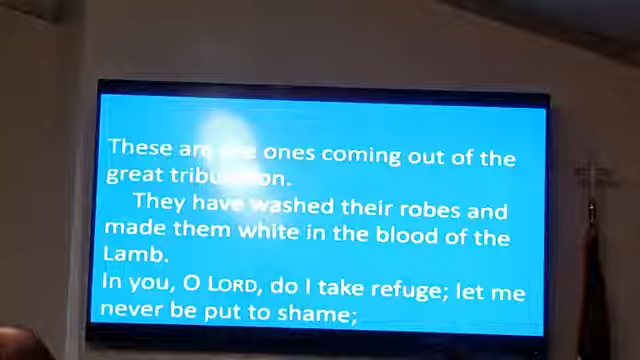 These are ones coming out of the
great
They have washed their robes and
made them white in the blood of the
Lamb.
In you, O LORD, do I take refuge; let me
never be put to shame;